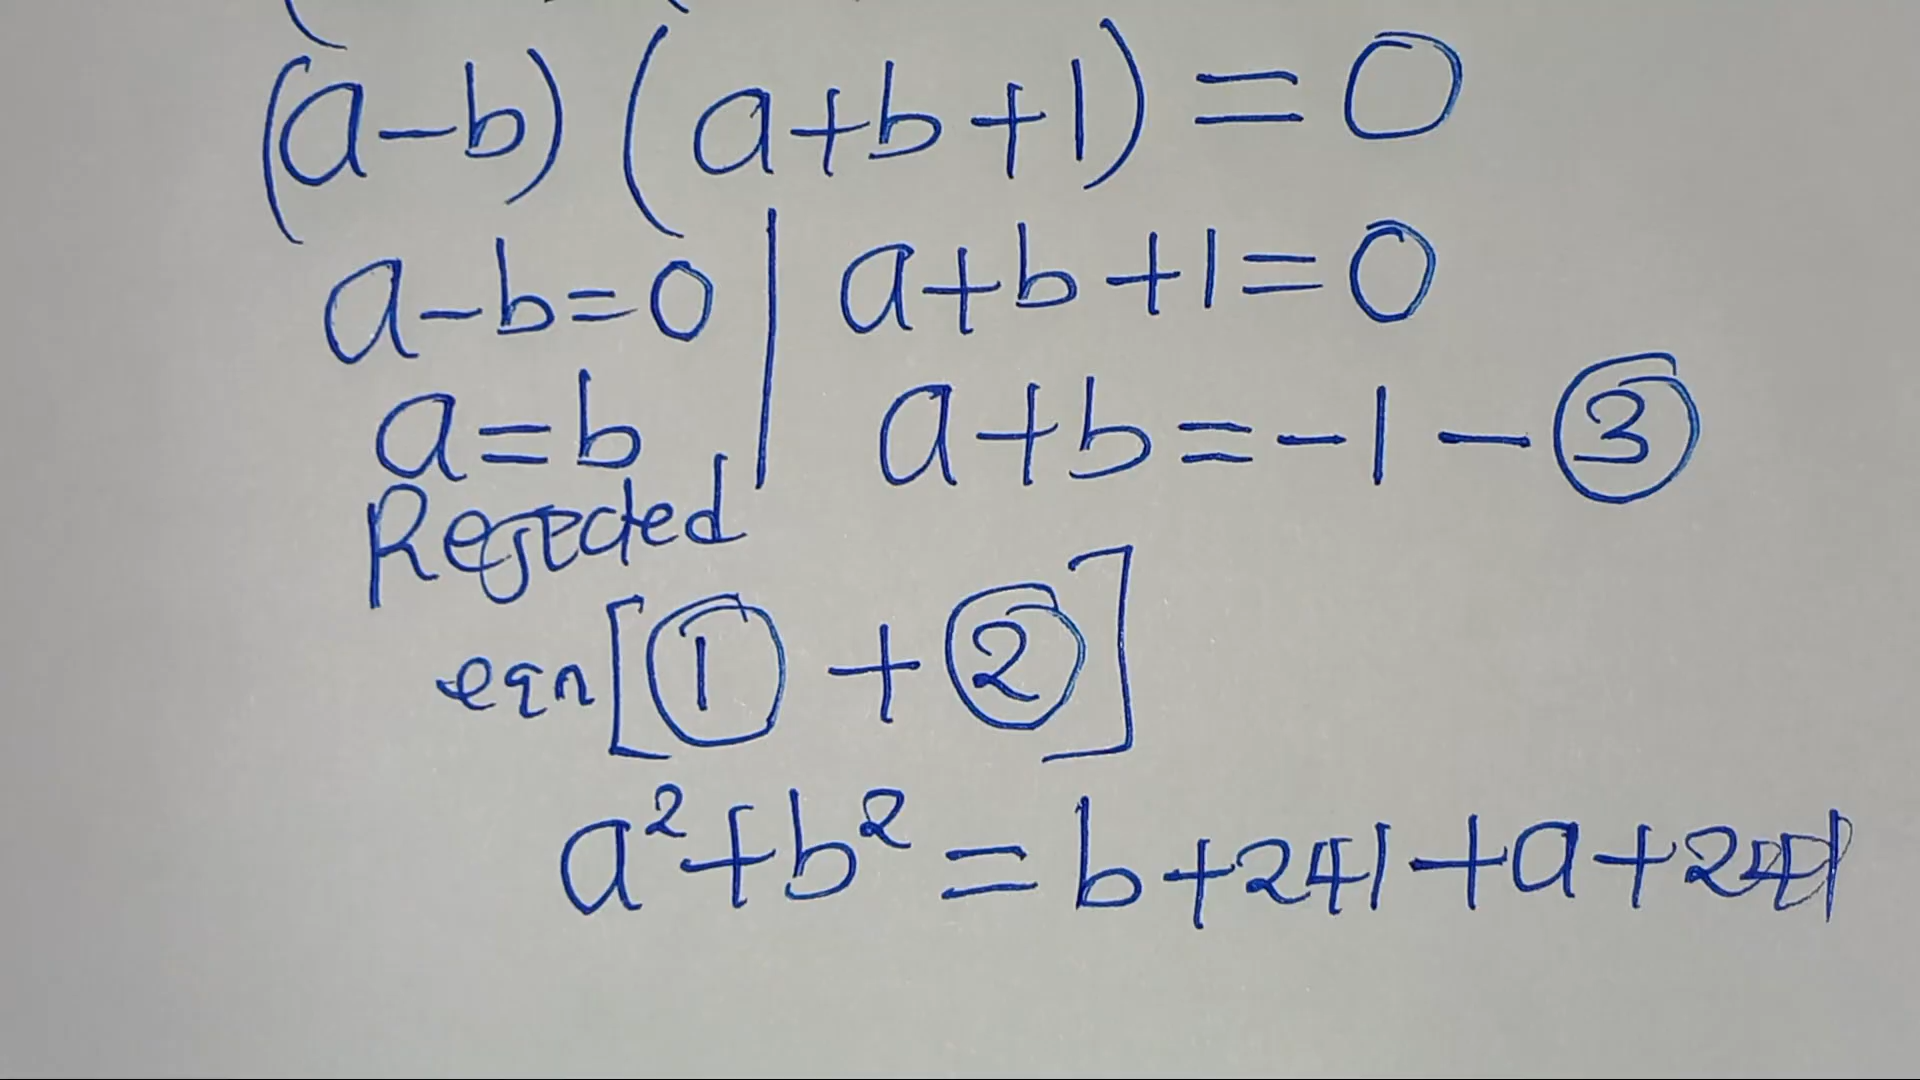 (a-b) (a+b+1) = 0
a-b=0 | a+b+1=0
a=b | a+b=-1 - ③
Rejected
eqn[① + ②]
a²+b² = b+241+a+241